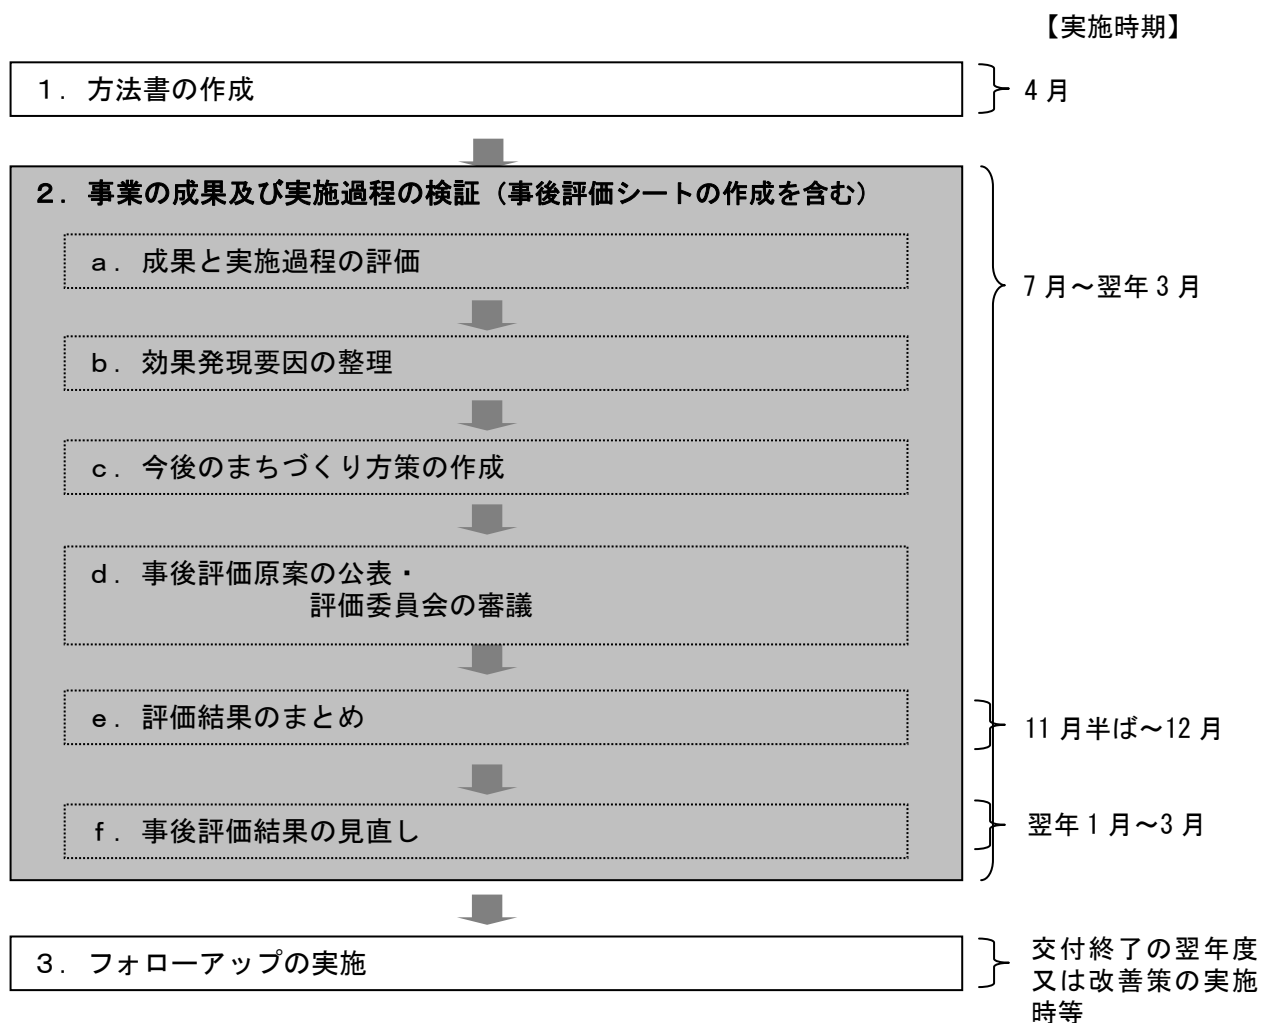 【実施時期】
１．方法書の作成
4月
２．事業の成果及び実施過程の検証（事後評価シートの作成を含む）
ａ．成果と実施過程の評価
7月～翌年3月
ｂ．効果発現要因の整理
ｃ．今後のまちづくり方策の作成
ｄ．事後評価原案の公表・
評価委員会の審議
ｅ．評価結果のまとめ
11月半ば～12月
ｆ．事後評価結果の見直し
翌年1月～3月
３．フォローアップの実施
交付終了の翌年度
又は改善策の実施
時等